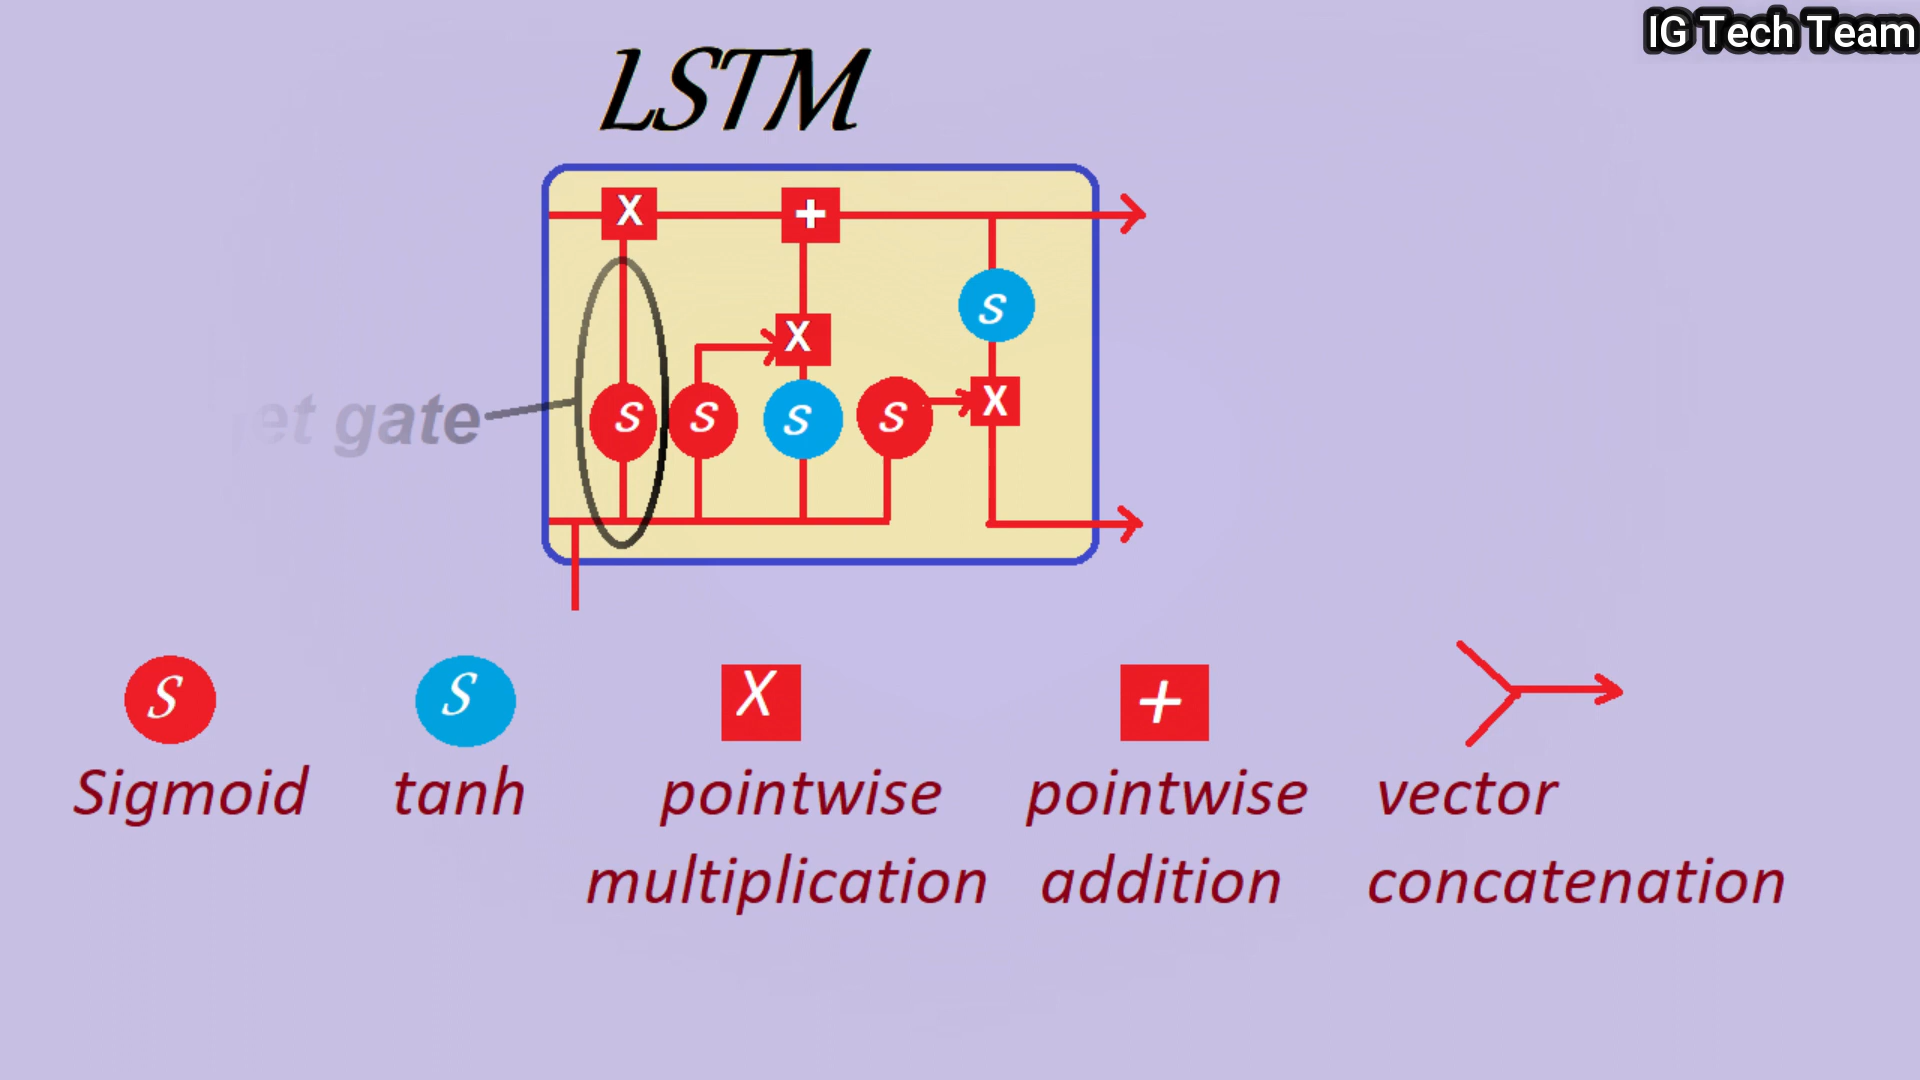 IG Tech Team
LSTM
X +
X
S
X
gate S S S S
S S X +
Sigmoid tanh pointwise pointwise vector
multiplication addition concatenation